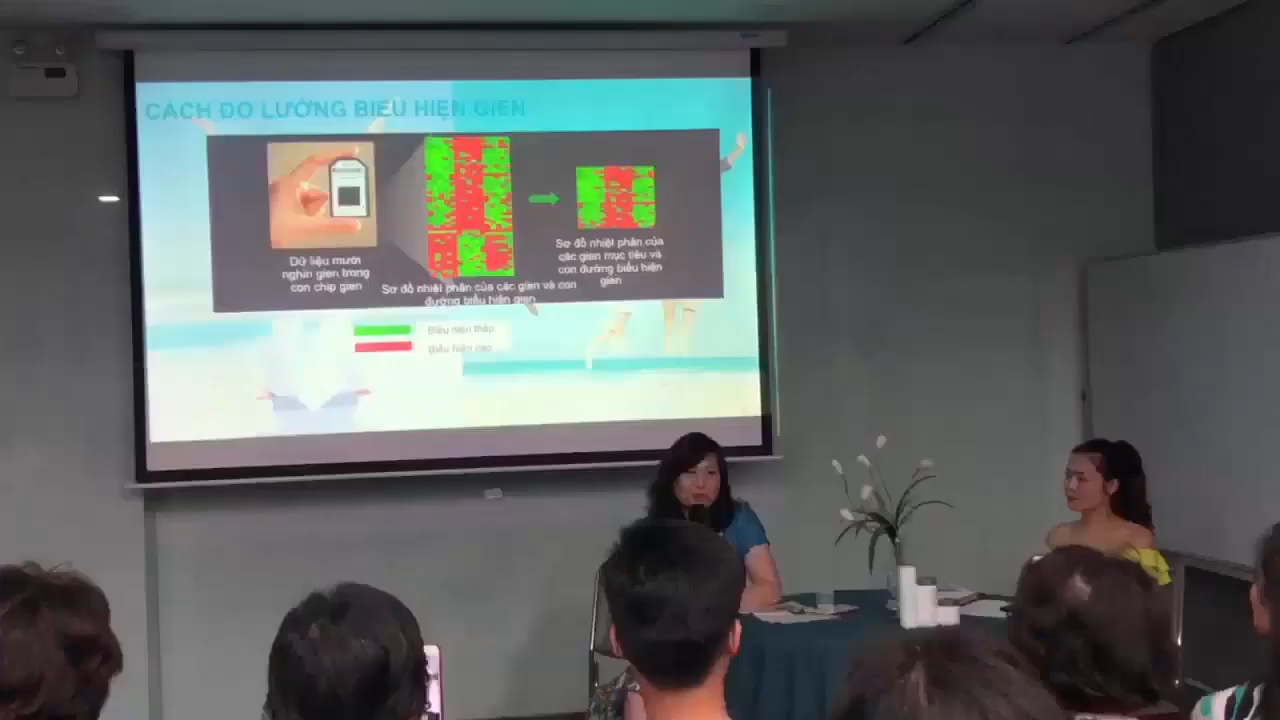 CÁCH ĐO LƯỜNG BIỂU HIỆN GIEN
Dữ liệu mười
nghìn gien trong
con chip gien
Sơ đồ nhiệt phân của các gien và con
đường biểu hiện gien
Sơ đồ nhiệt phân của
các gien mục tiêu và
con đường biểu hiện
gien
Biểu hiện thấp
Biểu hiện cao